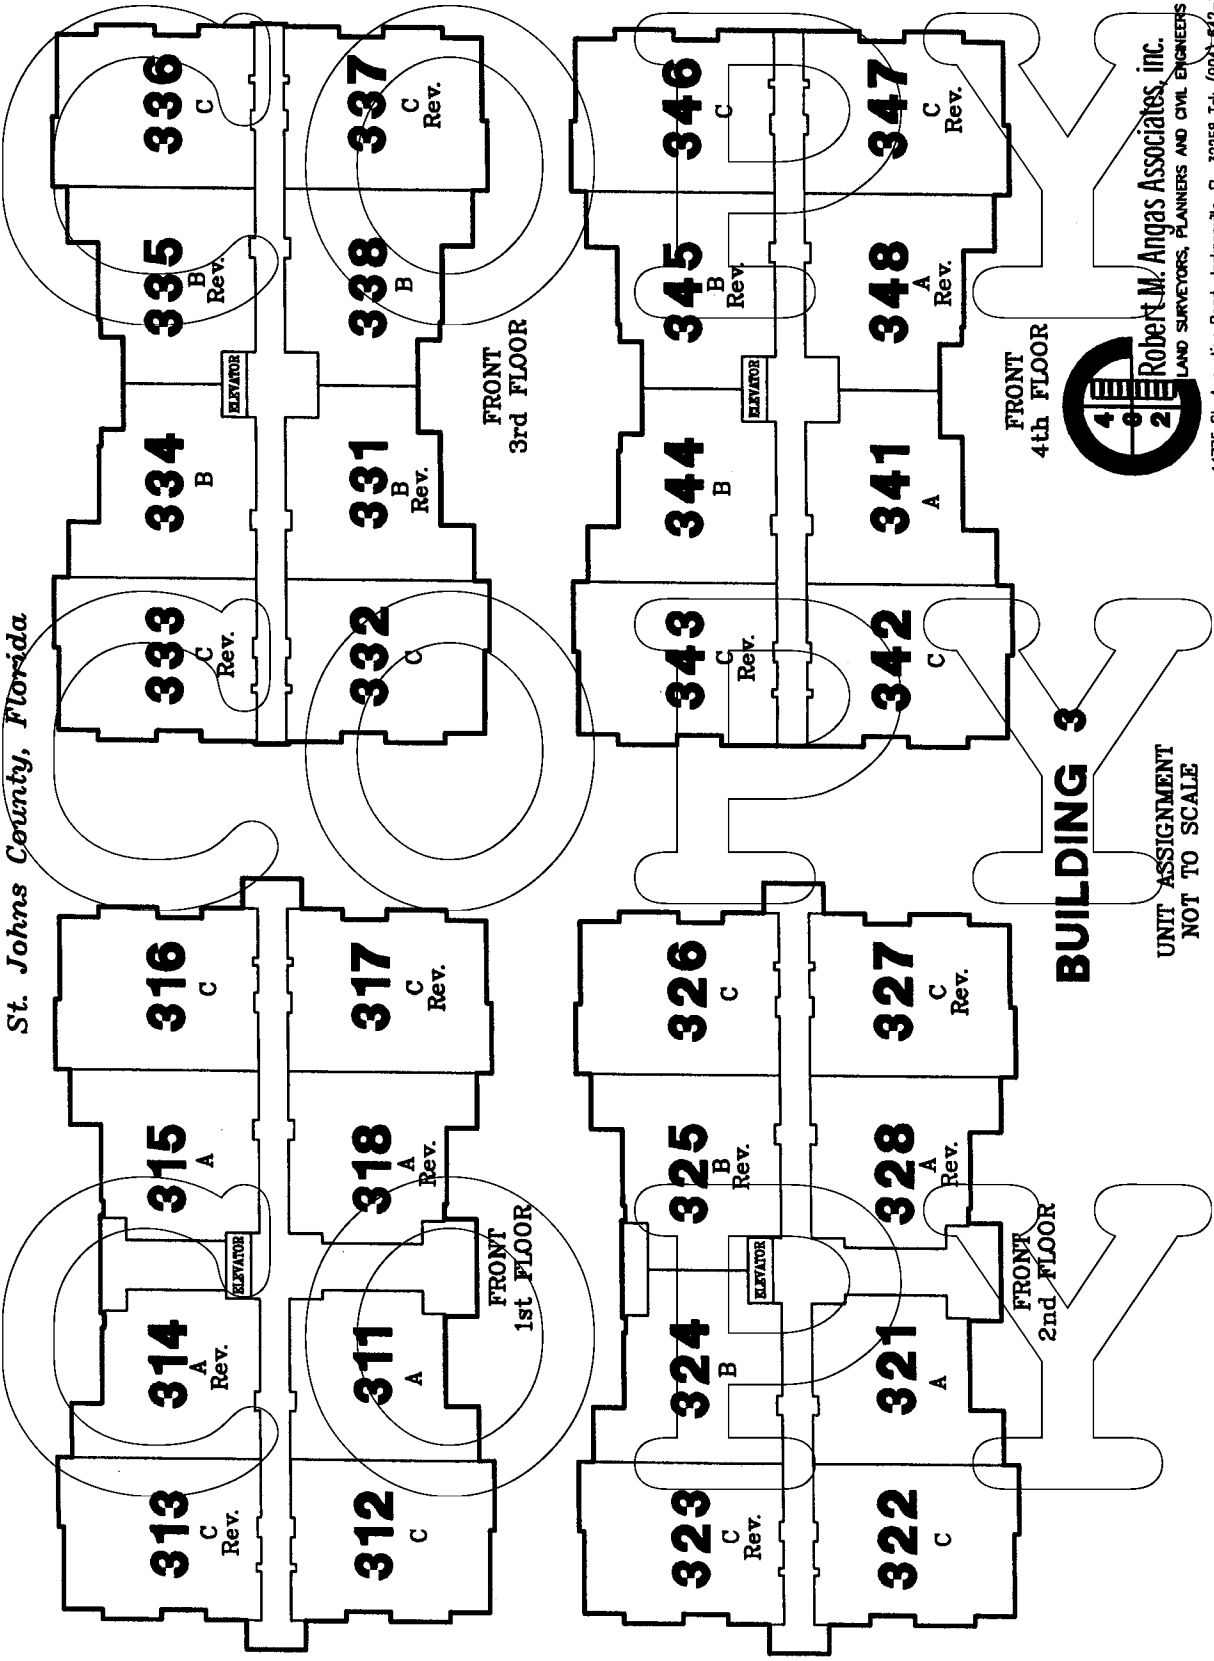 St. Johns County, Florida
313
C
Rev.
314
A
Rev.
315
A
316
C
ELEVATOR
312
C
311
A
318
A
Rev.
317
C
Rev.
FRONT
1st FLOOR
333
C
Rev.
334
B
335
B
Rev.
336
C
ELEVATOR
332
C
331
B
Rev.
338
B
337
C
Rev.
FRONT
3rd FLOOR
323
C
Rev.
324
B
325
B
Rev.
326
C
ELEVATOR
322
C
321
A
328
A
Rev.
327
C
Rev.
FRONT
2nd FLOOR
343
C
Rev.
344
B
345
B
Rev.
346
C
ELEVATOR
342
C
341
A
348
A
Rev.
347
C
Rev.
FRONT
4th FLOOR
BUILDING 3
UNIT ASSIGNMENT
NOT TO SCALE
Robert M. Angas Associates, inc.
LAND SURVEYORS, PLANNERS AND CIVIL ENGINEERS
COPY
COPY
COPY